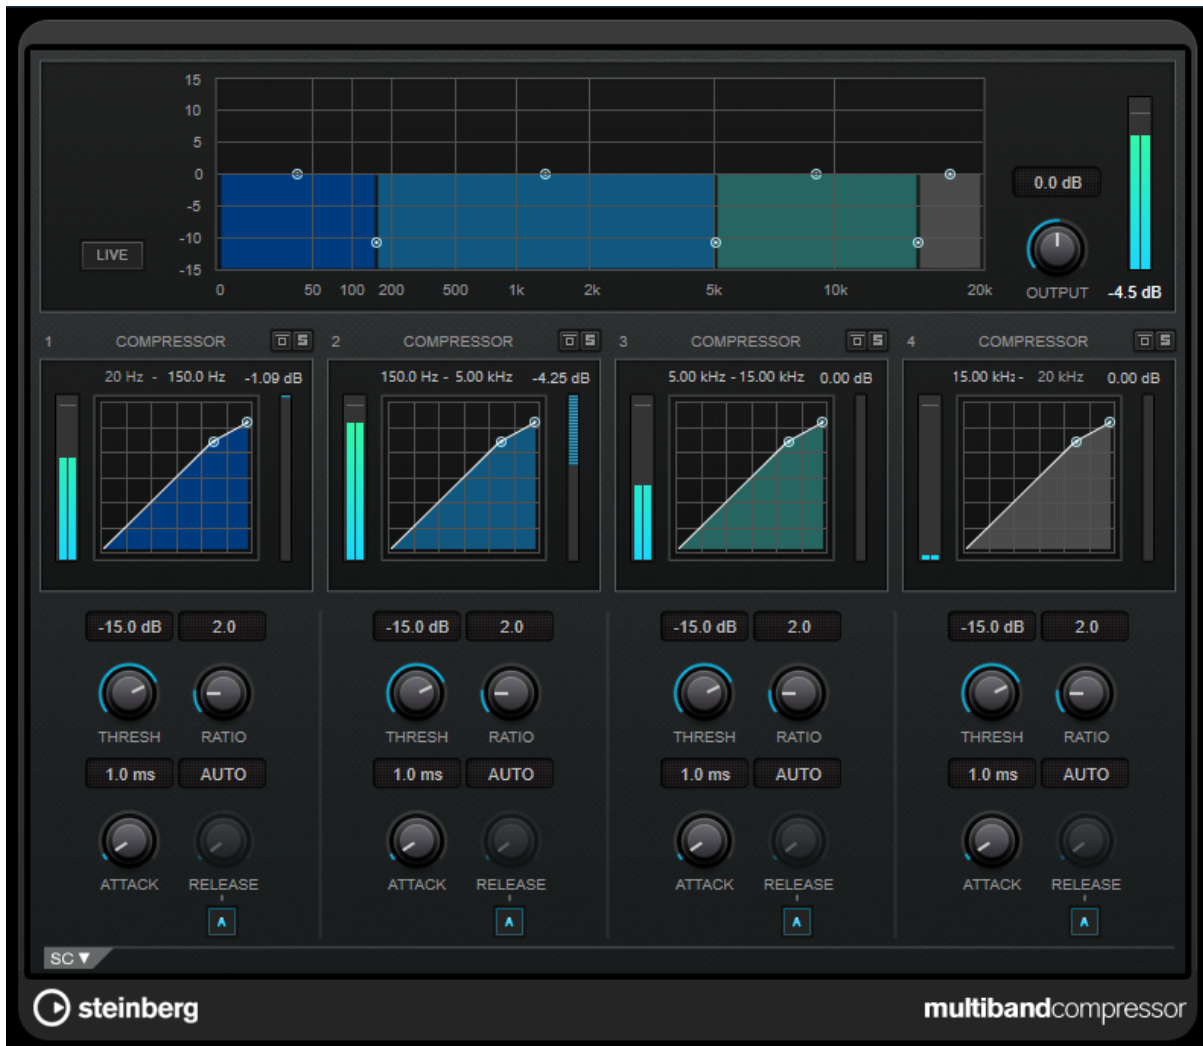 15
10
5
0
-5
-10
-15
LIVE
0 50 100 200 500 1k 2k 5k 10k 20k
0.0 dB
OUTPUT -4.5 dB
1 COMPRESSOR S 2 COMPRESSOR S 3 COMPRESSOR S 4 COMPRESSOR S
20 Hz - 150.0 Hz -1.09 dB 150.0 Hz - 5.00 kHz -4.25 dB 5.00 kHz - 15.00 kHz 0.00 dB 15.00 kHz - 20 kHz 0.00 dB
-15.0 dB 2.0 -15.0 dB 2.0 -15.0 dB 2.0 -15.0 dB 2.0
THRESH RATIO THRESH RATIO THRESH RATIO THRESH RATIO
1.0 ms AUTO 1.0 ms AUTO 1.0 ms AUTO 1.0 ms AUTO
ATTACK RELEASE ATTACK RELEASE ATTACK RELEASE ATTACK RELEASE
A A A A
SC ▼
steinberg multibandcompressor